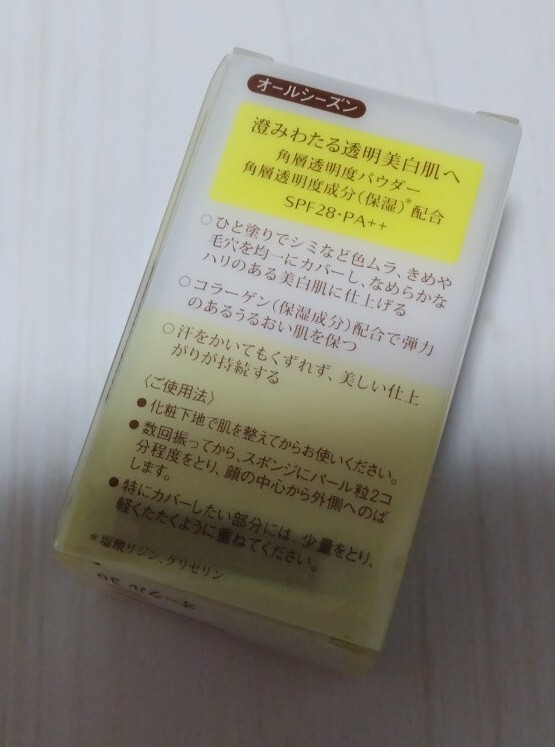 オールシーズン
澄みわたる透明美白肌へ
角層透明度パウダー
角層透明度成分(保湿)*配合
SPF28・PA++
○ひと塗りでシミなど色ムラ、きめや
毛穴を均一にカバーし、なめらかな
ハリのある美白肌に仕上げる
○コラーゲン(保湿成分)配合で弾力
のあるうるおい肌を保つ
○汗をかいてもくずれず、美しい仕上
がりが持続する
〈ご使用法〉
●化粧下地で肌を整えてからお使いください。
●数回振ってから、スポンジにパール粒2コ
分程度をとり、顔の中心から外側へのば
します。
●特にカバーしたい部分には、少量をとり、
軽くたたくように重ねてください。
*塩酸リジン、グリセリン